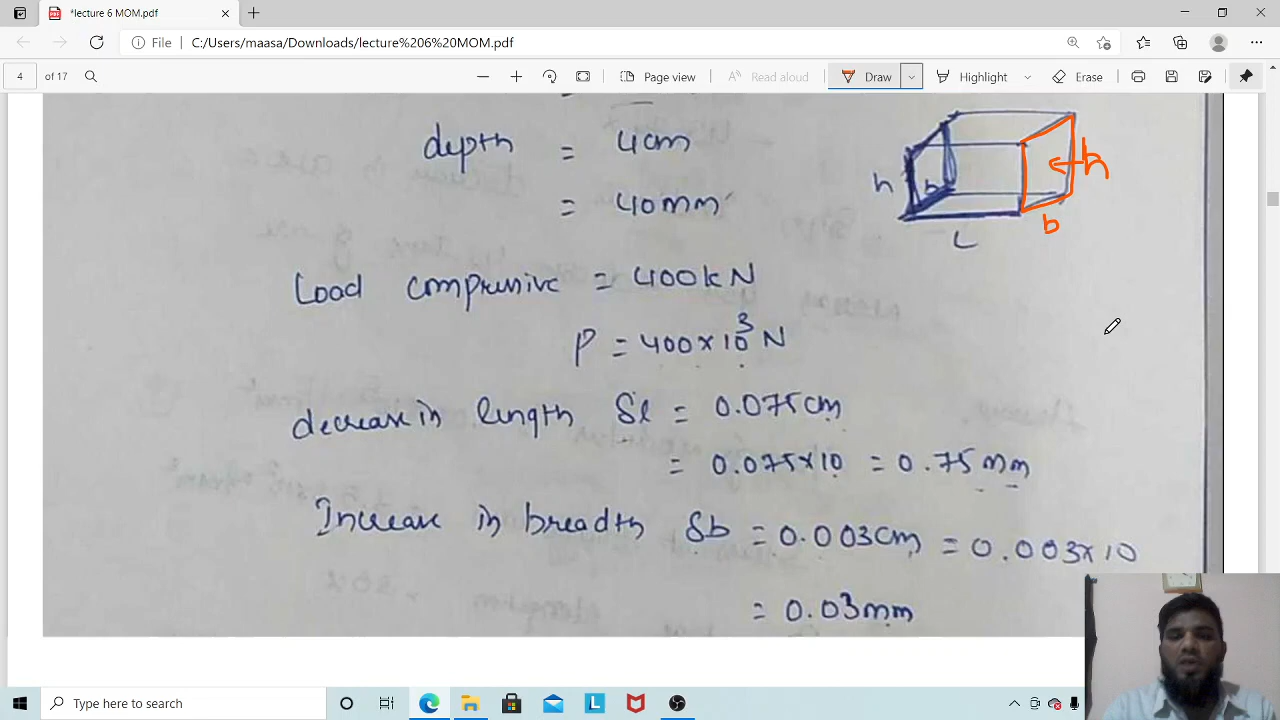 *lecture 6 MOM.pdf
File C:/Users/maasa/Downloads/lecture%206%20MOM.pdf
4 of 17 Page view Read aloud Draw Highlight Erase
depth = 4cm
= 40mm
h b h
b
L
Load compressive = 400kN
P = 400×10³ N
decrease in length δl = 0.075cm
= 0.075×10 = 0.75 mm
Increase in breadth δb = 0.003cm = 0.003×10
= 0.03mm
Type here to search